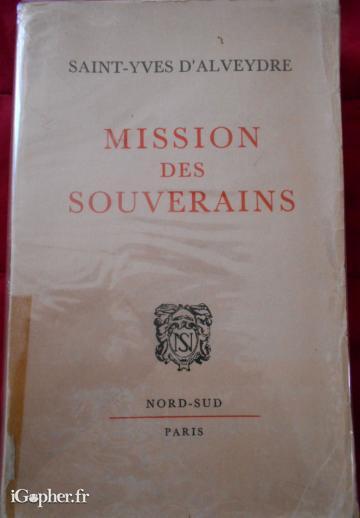 SAINT-YVES D'ALVEYDRE
MISSION
DES
SOUVERAINS
NS
NORD-SUD
PARIS
iGopher.fr